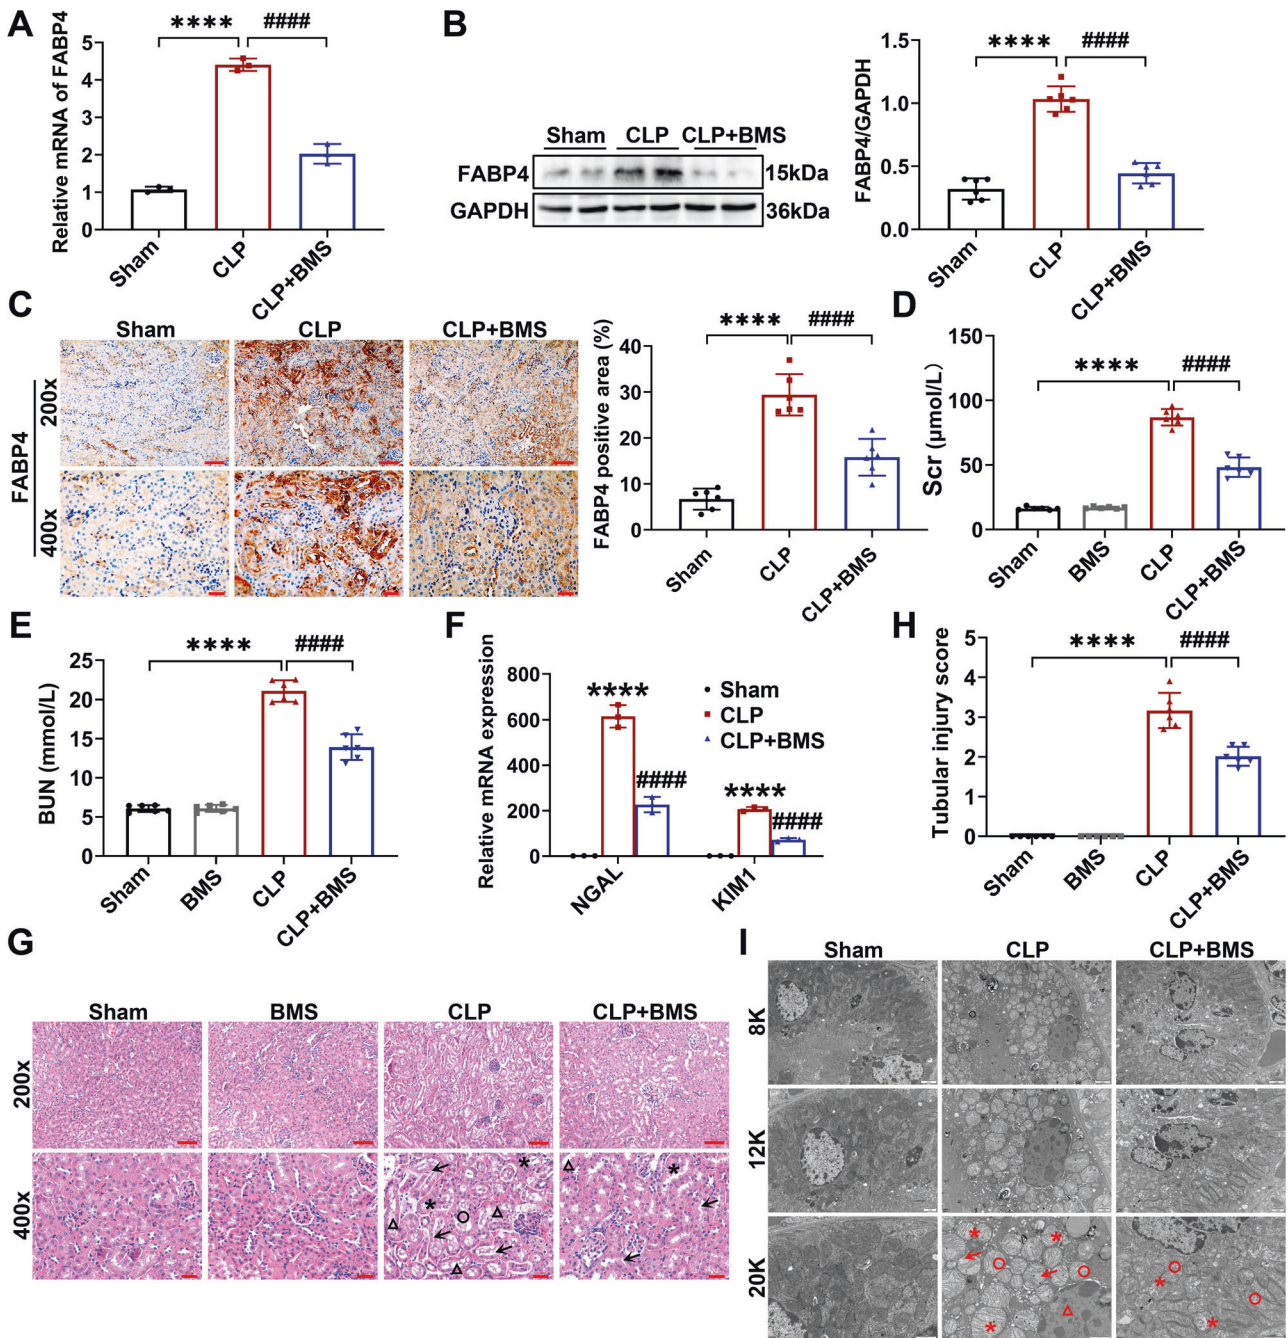 A
Relative mRNA of FABP4
5
4
3
2
1
0
**** ####
Sham
CLP
CLP+BMS
B
Sham CLP CLP+BMS
FABP4 15kDa
GAPDH 36kDa
FABP4/GAPDH
1.5
1.0
0.5
0.0
**** ####
Sham
CLP
CLP+BMS
C
Sham CLP CLP+BMS
FABP4
200x
400x
FABP4 positive area (%)
40
30
20
10
0
**** ####
Sham
CLP
CLP+BMS
D
Scr (μmol/L)
150
100
50
0
**** ####
Sham
BMS
CLP
CLP+BMS
E
BUN (mmol/L)
25
20
15
10
5
0
**** ####
Sham
BMS
CLP
CLP+BMS
F
Relative mRNA expression
800
600
400
200
0
**** #### **** ####
Sham
CLP
CLP+BMS
NGAL
KIM1
H
Tubular injury score
5
4
3
2
1
0
**** ####
Sham
BMS
CLP
CLP+BMS
G
Sham BMS CLP CLP+BMS
200x
400x
* * *
I
Sham CLP CLP+BMS
8K
12K
20K
* * * * *